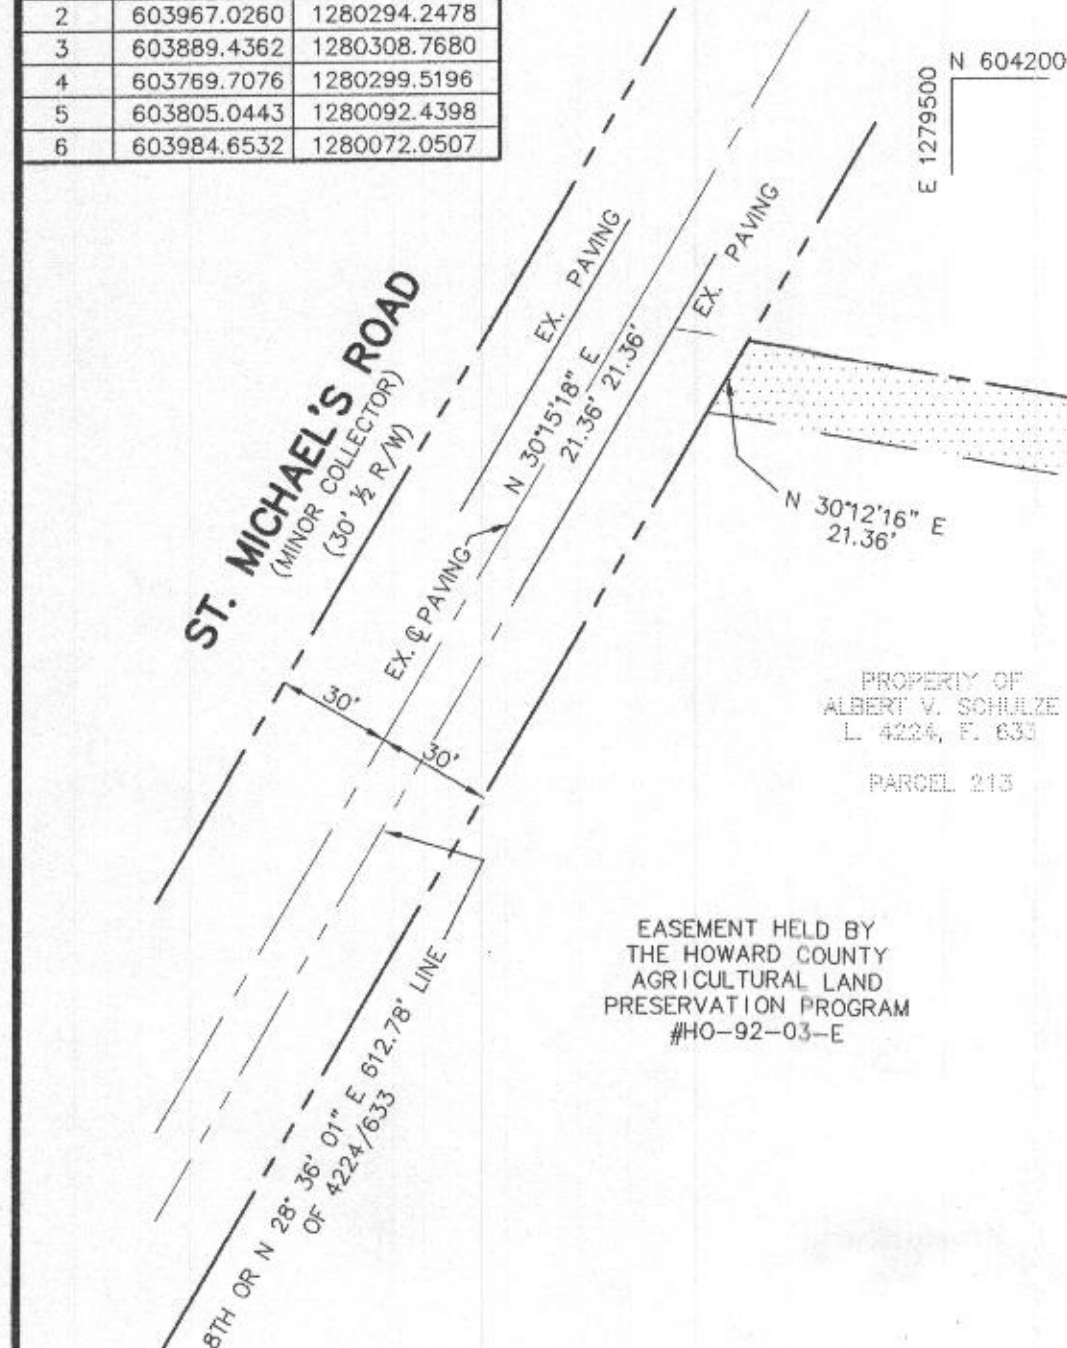 2 603967.0260 1280294.2478
3 603889.4362 1280308.7680
4 603769.7076 1280299.5196
5 603805.0443 1280092.4398
6 603984.6532 1280072.0507
N 604200
E 1279500
ST. MICHAEL'S ROAD
(MINOR COLLECTOR)
(30' ½ R/W)
EX. PAVING
EX. PAVING
N 30°15'18" E
21.36' 21.36'
EX. ℄ PAVING
N 30°12'16" E
21.36'
30'
30'
PROPERTY OF
ALBERT V. SCHULZE
L. 4224, F. 633
PARCEL 213
EASEMENT HELD BY
THE HOWARD COUNTY
AGRICULTURAL LAND
PRESERVATION PROGRAM
#HO-92-03-E
8TH OR N 28° 36' 01" E 612.78' LINE
OF 4224/633